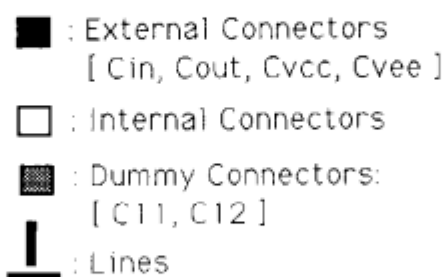 : External Connectors
[ Cin, Cout, Cvcc, Cvee ]
: Internal Connectors
: Dummy Connectors:
[ C11, C12 ]
: Lines